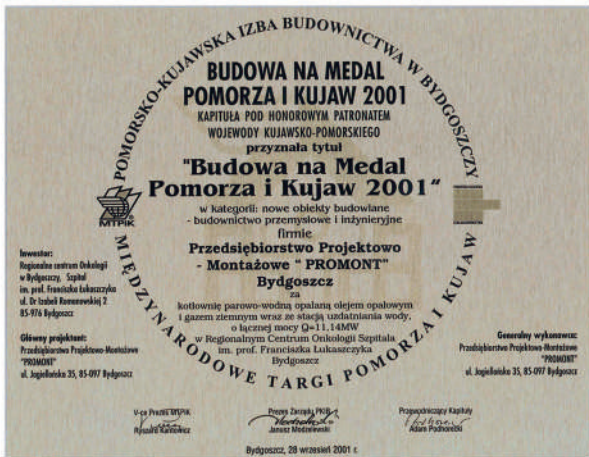 POMORSKO-KUJAWSKA IZBA BUDOWNICTWA W BYDGOSZCZY
BUDOWA NA MEDAL
POMORZA I KUJAW 2001
KAPITUŁA POD HONOROWYM PATRONATEM
WOJEWODY KUJAWSKO-POMORSKIEGO
przyznała tytuł
"Budowa na Medal
Pomorza i Kujaw 2001"
w kategorii: nowe obiekty budowlane
- budownictwo przemysłowe i inżynieryjne
firmie
Przedsiębiorstwo Projektowo
- Montażowe " PROMONT"
Bydgoszcz
za
kotłownię parowo-wodną opalaną olejem opałowym
i gazem ziemnym wraz ze stacją uzdatniania wody,
o łącznej mocy Q=11,14MW
w Regionalnym Centrum Onkologii Szpitala
im. prof. Franciszka Łukaszczyka
Bydgoszcz
MIĘDZYNARODOWE TARGI POMORZA I KUJAW
MTPiK
Inwestor:
Regionalne centrum Onkologii
w Bydgoszczy, Szpital
im. prof. Franciszka Łukaszczyka
ul. Dr Izabeli Romanowskiej 2
85-976 Bydgoszcz
Główny projektant:
Przedsiębiorstwo Projektowo-Montażowe
"PROMONT"
ul. Jagiellońska 35, 85-097 Bydgoszcz
Generalny wykonawca:
Przedsiębiorstwo Projektowo-Montażowe
"PROMONT"
ul. Jagiellońska 35, 85-097 Bydgoszcz
V-ce Prezes MTPiK
Ryszard Kantowicz
Prezes Zarządu PKIB
Janusz Modzelewski
Przewodniczący Kapituły
Adam Podhorecki
Bydgoszcz, 28 wrzesień 2001 r.